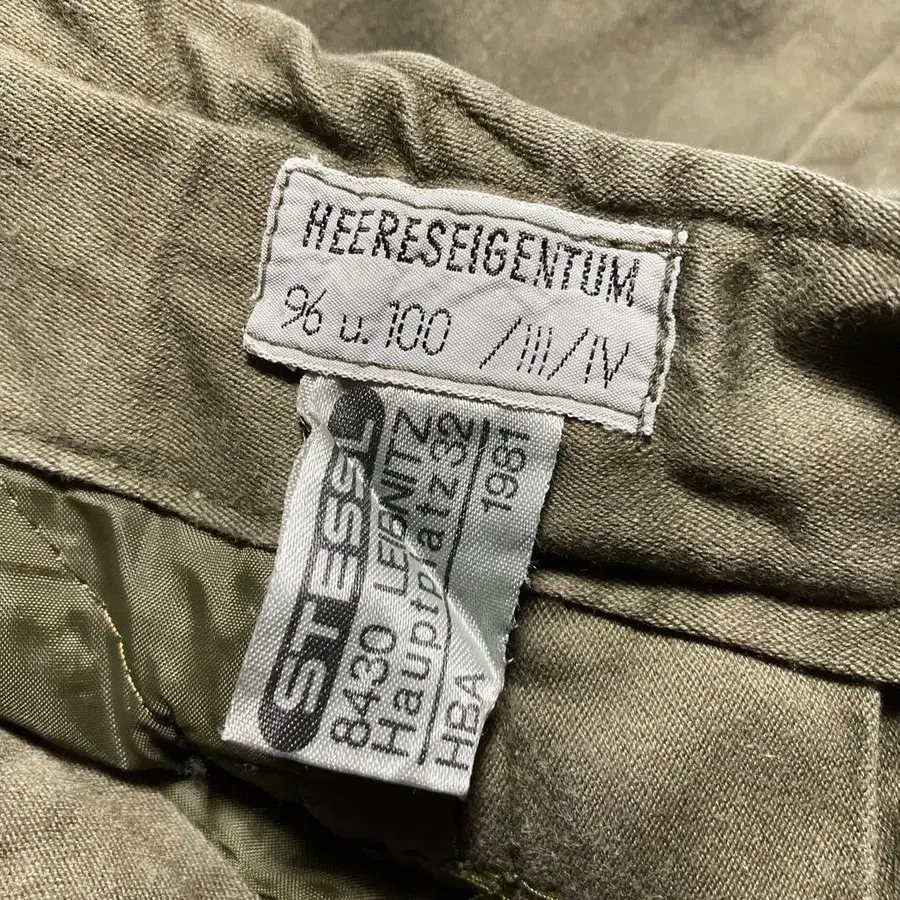 HEERESEIGENTUM
96 u. 100 /III/IV
STESSL
8430 LEIBNITZ
Hauptplatz 32
HBA 1981